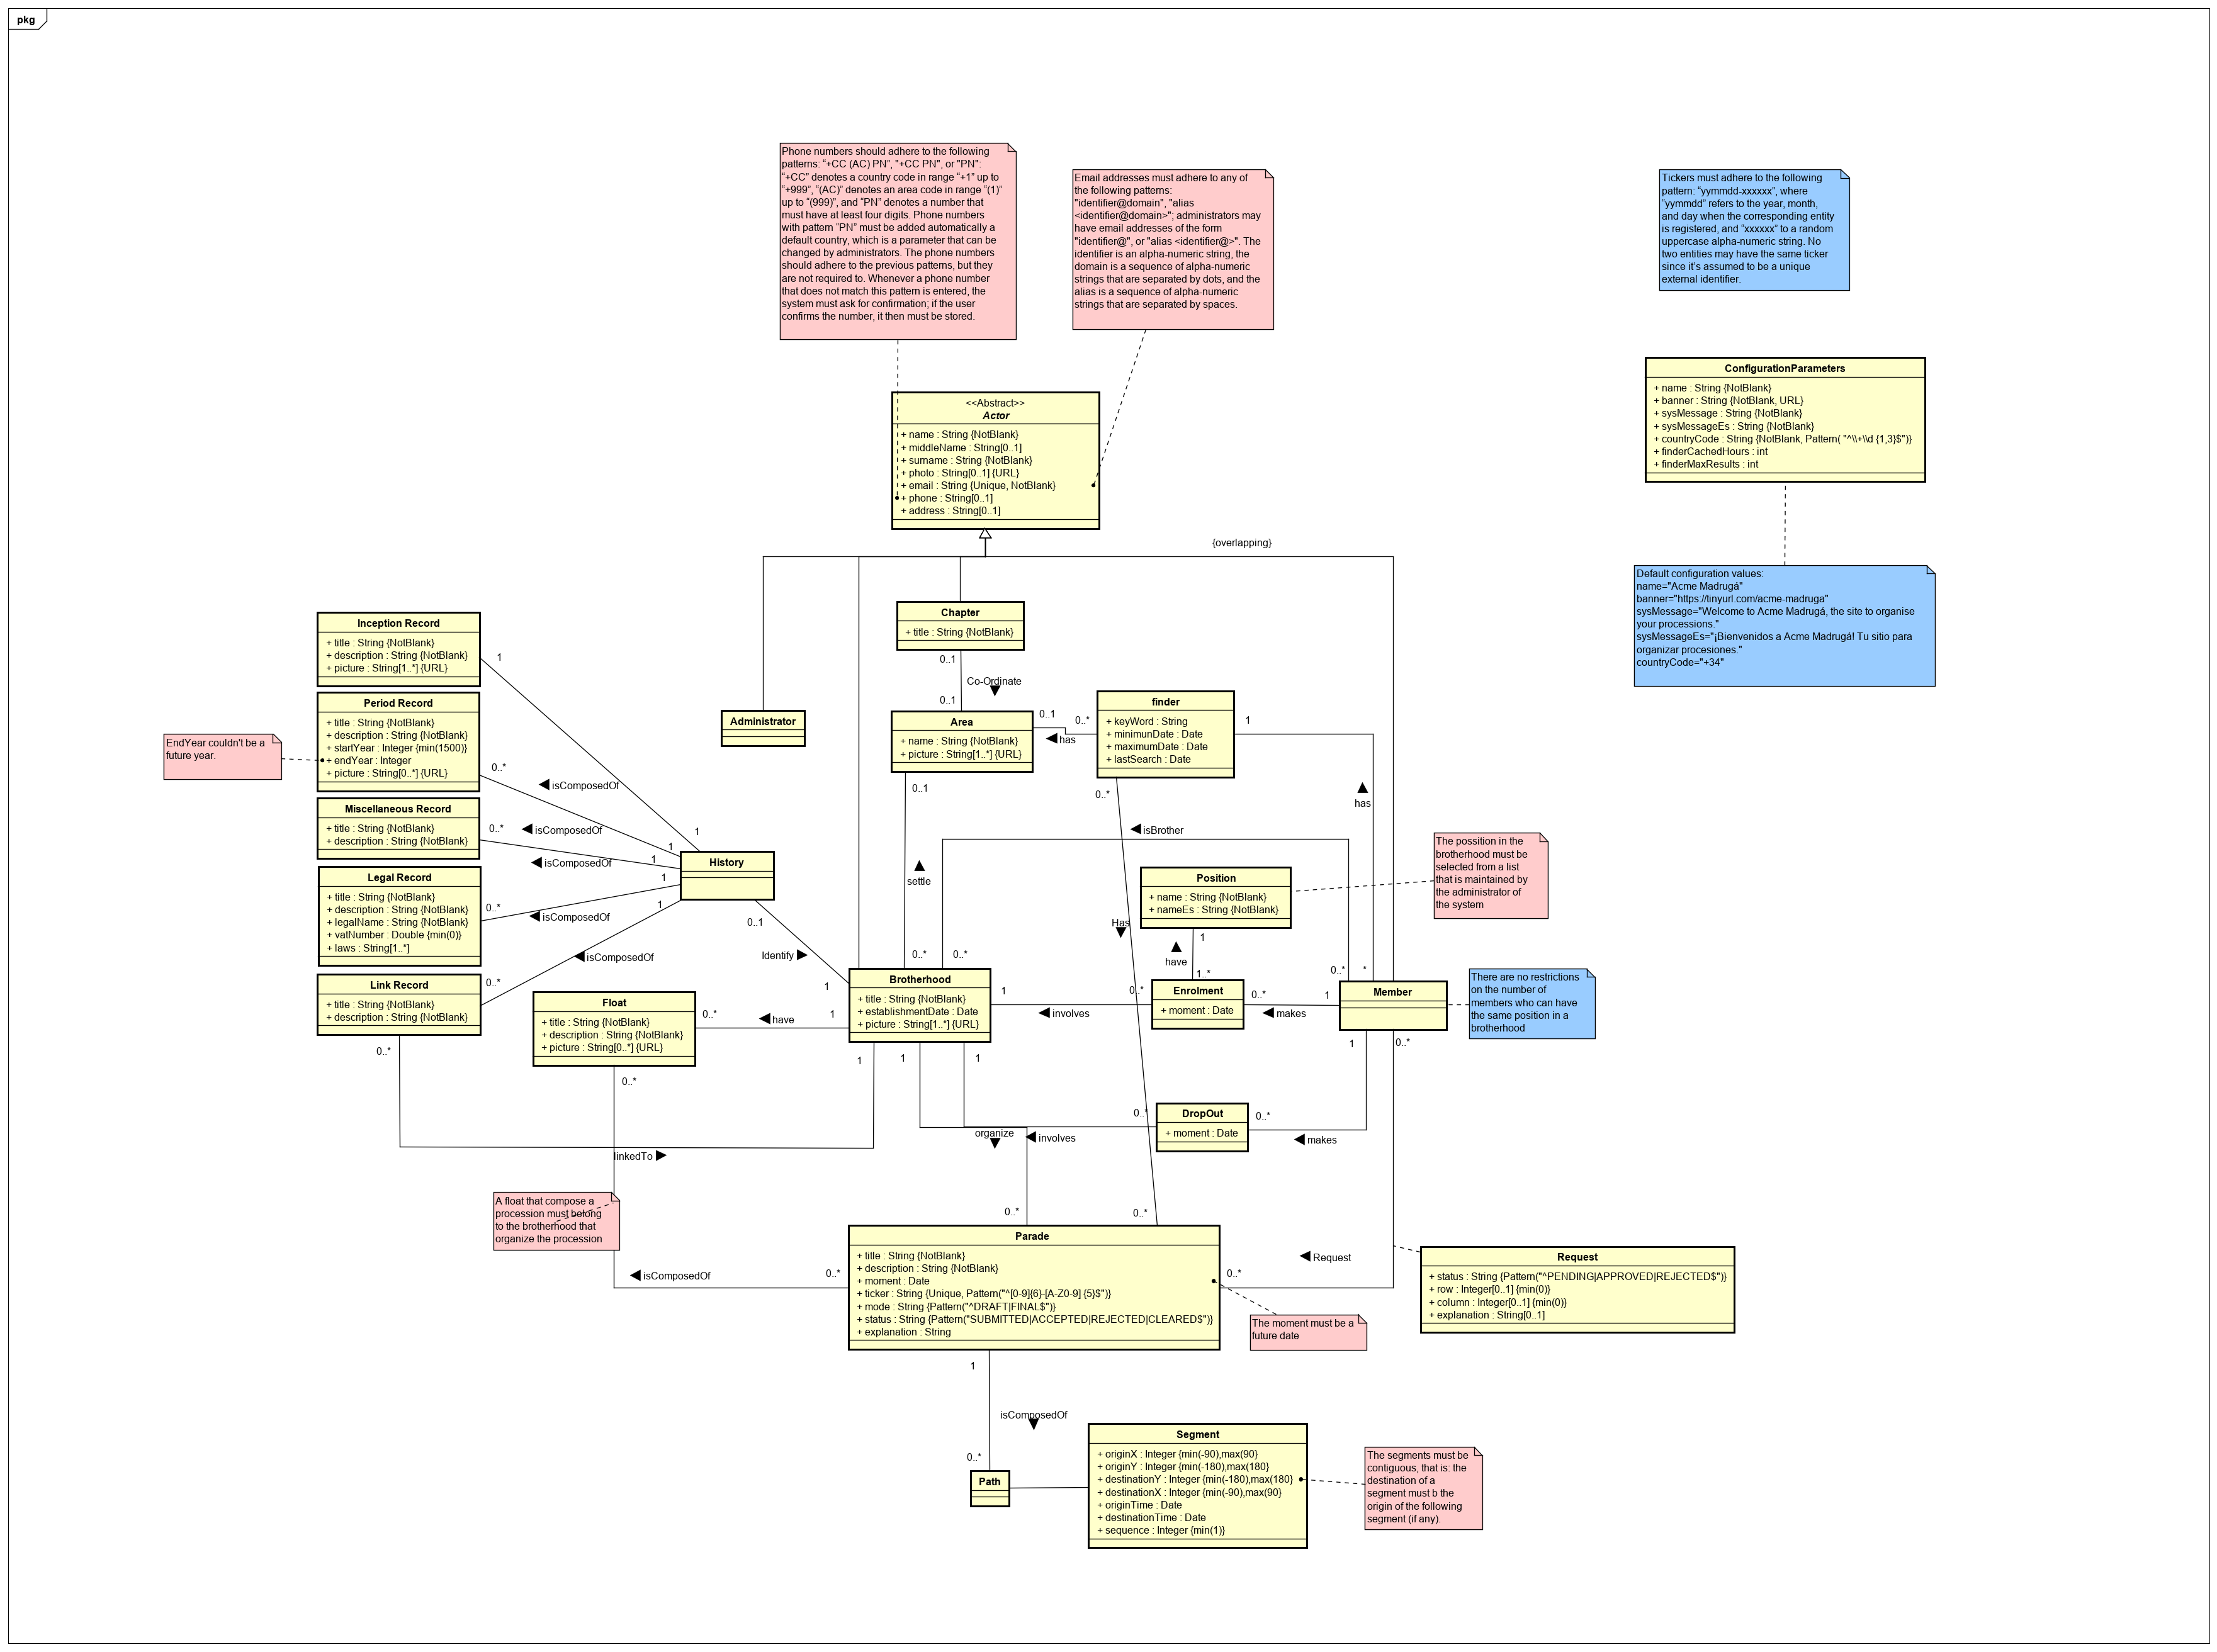 pkg
Phone numbers should adhere to the following
patterns: “+CC (AC) PN”, "+CC PN", or "PN":
“+CC” denotes a country code in range “+1” up to
“+999”, “(AC)” denotes an area code in range “(1)”
up to “(999)”, and “PN” denotes a number that
must have at least four digits. Phone numbers
with pattern “PN” must be added automatically a
default country, which is a parameter that can be
changed by administrators. The phone numbers
should adhere to the previous patterns, but they
are not required to. Whenever a phone number
that does not match this pattern is entered, the
system must ask for confirmation; if the user
confirms the number, it then must be stored.
Email addresses must adhere to any of
the following patterns:
"identifier@domain", "alias
<identifier@domain>"; administrators may
have email addresses of the form
"identifier@", or "alias <identifier@>". The
identifier is an alpha-numeric string, the
domain is a sequence of alpha-numeric
strings that are separated by dots, and the
alias is a sequence of alpha-numeric
strings that are separated by spaces.
Tickers must adhere to the following
pattern: “yymmdd-xxxxxx”, where
“yymmdd” refers to the year, month,
and day when the corresponding entity
is registered, and “xxxxxx” to a random
uppercase alpha-numeric string. No
two entities may have the same ticker
since it’s assumed to be a unique
external identifier.
ConfigurationParameters
+ name : String {NotBlank}
+ banner : String {NotBlank, URL}
+ sysMessage : String {NotBlank}
+ sysMessageEs : String {NotBlank}
+ countryCode : String {NotBlank, Pattern( "^\\+\\d {1,3}$")}
+ finderCachedHours : int
+ finderMaxResults : int
<<Abstract>>
Actor
+ name : String {NotBlank}
+ middleName : String[0..1]
+ surname : String {NotBlank}
+ photo : String[0..1] {URL}
+ email : String {Unique, NotBlank}
+ phone : String[0..1]
+ address : String[0..1]
{overlapping}
Default configuration values:
name="Acme Madrugá"
banner="https://tinyurl.com/acme-madruga"
sysMessage="Welcome to Acme Madrugá, the site to organise
your processions."
sysMessageEs="¡Bienvenidos a Acme Madrugá! Tu sitio para
organizar procesiones."
countryCode="+34"
Chapter
+ title : String {NotBlank}
0..1
Co-Ordinate
0..1
Inception Record
+ title : String {NotBlank}
+ description : String {NotBlank}
+ picture : String[1..*] {URL}
1
Period Record
+ title : String {NotBlank}
+ description : String {NotBlank}
+ startYear : Integer {min(1500)}
+ endYear : Integer
+ picture : String[0..*] {URL}
0..*
EndYear couldn't be a
future year.
Administrator
Area
+ name : String {NotBlank}
+ picture : String[1..*] {URL}
0..1
0..*
has
finder
+ keyWord : String
+ minimunDate : Date
+ maximumDate : Date
+ lastSearch : Date
1
0..*
0..1
has
isComposedOf
Miscellaneous Record
+ title : String {NotBlank}
+ description : String {NotBlank}
0..*
isComposedOf
1
1
1
isComposedOf
isBrother
The possition in the
brotherhood must be
selected from a list
that is maintained by
the administrator of
the system
Legal Record
+ title : String {NotBlank}
+ description : String {NotBlank}
+ legalName : String {NotBlank}
+ vatNumber : Double {min(0)}
+ laws : String[1..*]
0..*
isComposedOf
1
1
History
0..1
settle
Position
+ name : String {NotBlank}
+ nameEs : String {NotBlank}
1
have
1..*
Has
Identify
isComposedOf
0..*
0..*
0..*
*
Link Record
+ title : String {NotBlank}
+ description : String {NotBlank}
0..*
0..*
Float
+ title : String {NotBlank}
+ description : String {NotBlank}
+ picture : String[0..*] {URL}
0..*
have
1
1
0..*
Brotherhood
+ title : String {NotBlank}
+ establishmentDate : Date
+ picture : String[1..*] {URL}
1
involves
0..*
Enrolment
+ moment : Date
0..*
makes
1
Member
There are no restrictions
on the number of
members who can have
the same position in a
brotherhood
1
1
1
1
0..*
DropOut
+ moment : Date
0..*
0..*
makes
organize
involves
linkedTo
A float that compose a
procession must belong
to the brotherhood that
organize the procession
0..*
0..*
Parade
+ title : String {NotBlank}
+ description : String {NotBlank}
+ moment : Date
+ ticker : String {Unique, Pattern("^[0-9]{6}-[A-Z0-9] {5}$")}
+ mode : String {Pattern("^DRAFT|FINAL$")}
+ status : String {Pattern("SUBMITTED|ACCEPTED|REJECTED|CLEARED$")}
+ explanation : String
isComposedOf
0..*
0..*
Request
Request
+ status : String {Pattern("^PENDING|APPROVED|REJECTED$")}
+ row : Integer[0..1] {min(0)}
+ column : Integer[0..1] {min(0)}
+ explanation : String[0..1]
The moment must be a
future date
1
isComposedOf
0..*
Path
Segment
+ originX : Integer {min(-90),max(90}
+ originY : Integer {min(-180),max(180}
+ destinationY : Integer {min(-180),max(180}
+ destinationX : Integer {min(-90),max(90}
+ originTime : Date
+ destinationTime : Date
+ sequence : Integer {min(1)}
The segments must be
contiguous, that is: the
destination of a
segment must b the
origin of the following
segment (if any).